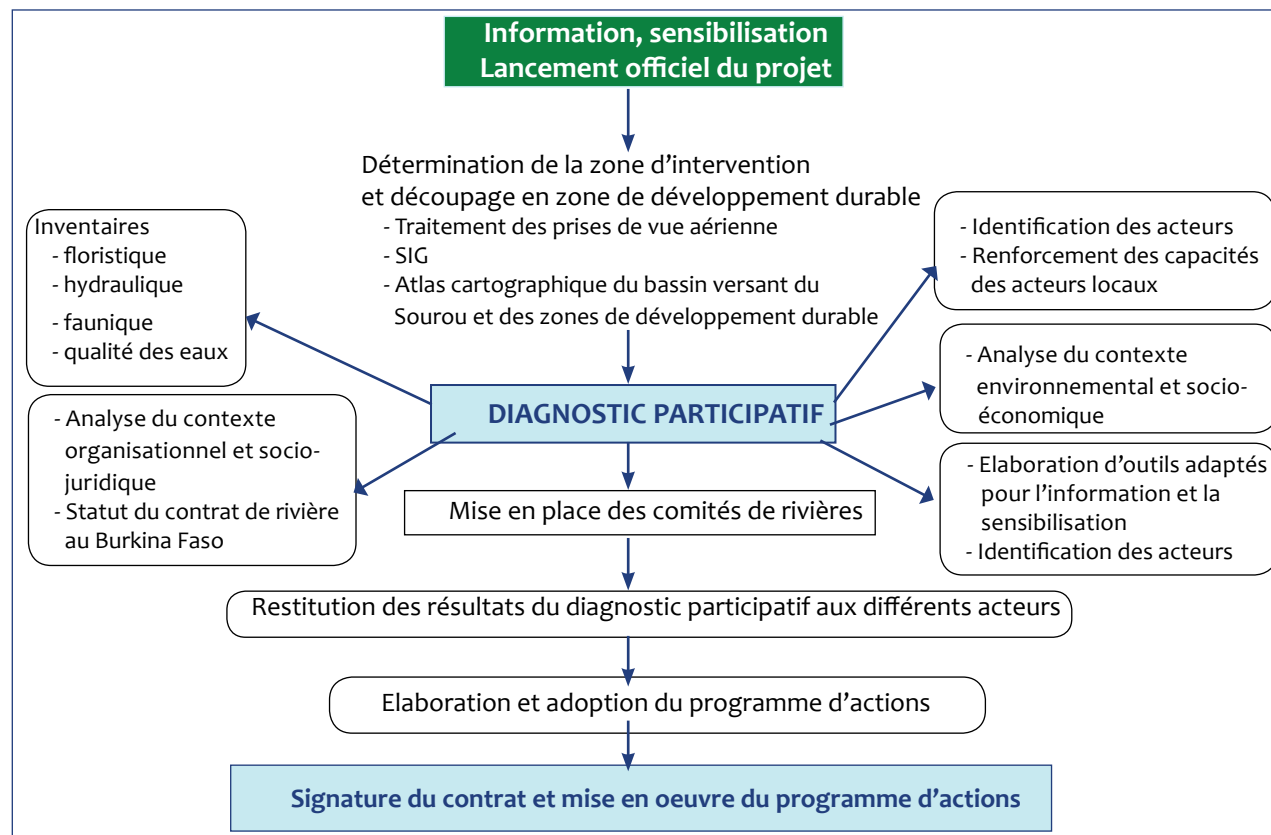 Information, sensibilisation
Lancement officiel du projet
Détermination de la zone d'intervention
et découpage en zone de développement durable
- Traitement des prises de vue aérienne
- SIG
- Atlas cartographique du bassin versant du
Sourou et des zones de développement durable
Inventaires
- floristique
- hydraulique
- faunique
- qualité des eaux
- Identification des acteurs
- Renforcement des capacités
des acteurs locaux
DIAGNOSTIC PARTICIPATIF
- Analyse du contexte
environnemental et socio-
économique
- Analyse du contexte
organisationnel et socio-
juridique
- Statut du contrat de rivière
au Burkina Faso
- Elaboration d'outils adaptés
pour l'information et la
sensibilisation
- Identification des acteurs
Mise en place des comités de rivières
Restitution des résultats du diagnostic participatif aux différents acteurs
Elaboration et adoption du programme d'actions
Signature du contrat et mise en oeuvre du programme d'actions